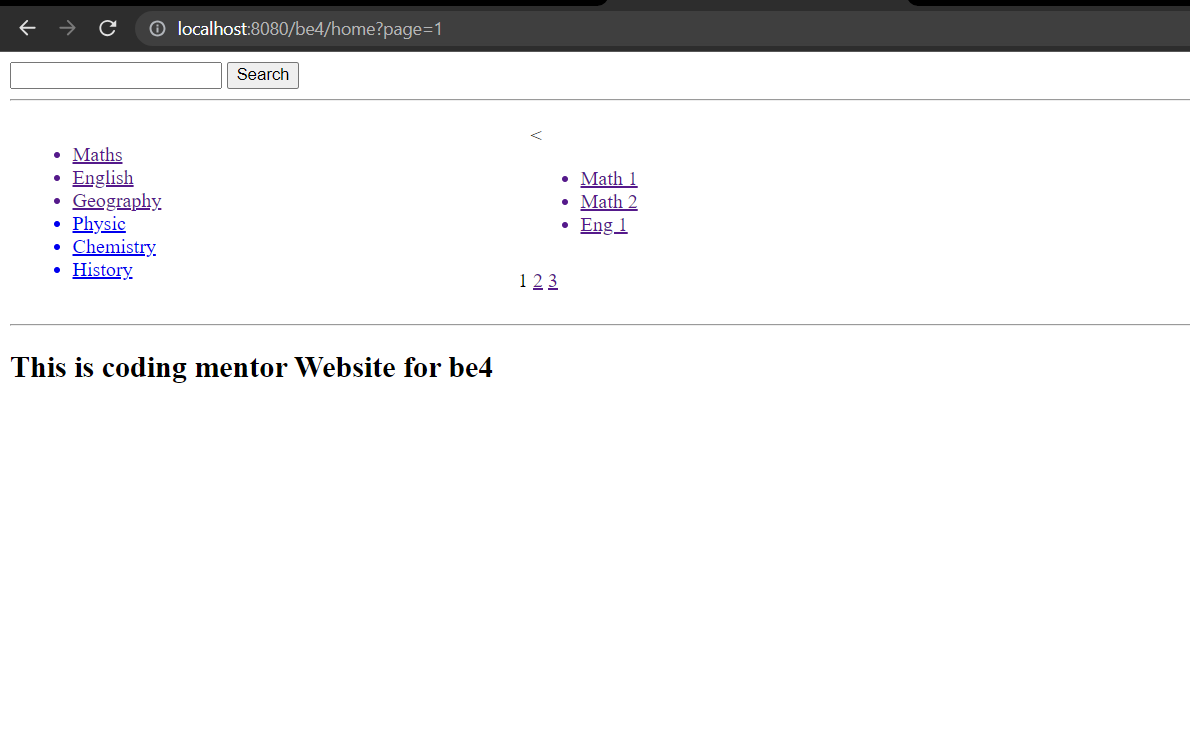 localhost:8080/be4/home?page=1
Search
<
Maths
English
Geography
Physic
Chemistry
History
Math 1
Math 2
Eng 1
1 2 3
This is coding mentor Website for be4